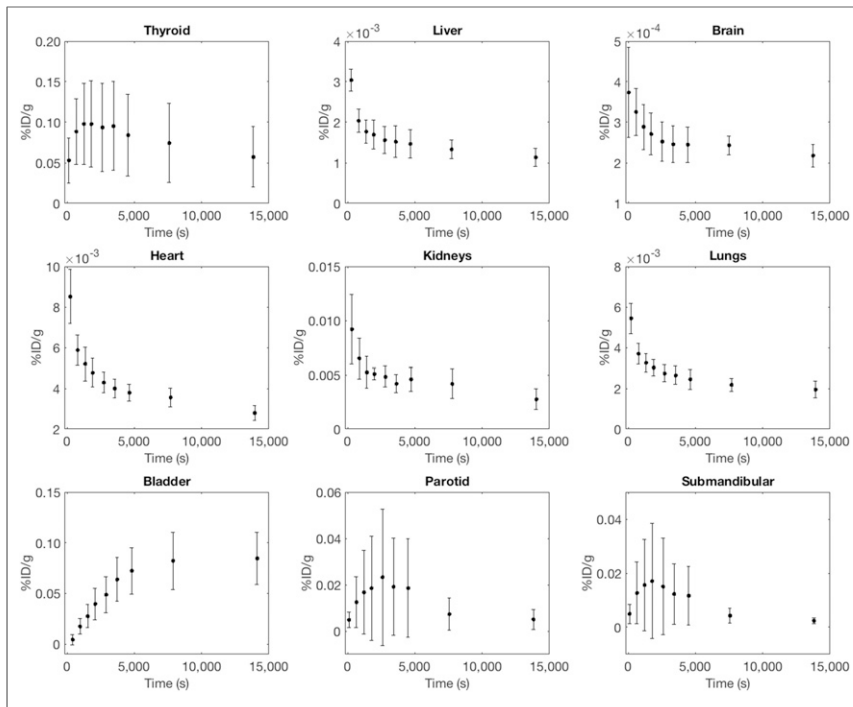 Thyroid
0.20
0.15
0.10
0.05
0
%ID/g
0
5,000
10,000
15,000
Time (s)
Liver
×10⁻³
4
3
2
1
0
%ID/g
0
5,000
10,000
15,000
Time (s)
Brain
×10⁻⁴
5
4
3
2
1
%ID/g
0
5,000
10,000
15,000
Time (s)
Heart
×10⁻³
10
8
6
4
2
%ID/g
0
5,000
10,000
15,000
Time (s)
Kidneys
0.015
0.010
0.005
0
%ID/g
0
5,000
10,000
15,000
Time (s)
Lungs
×10⁻³
8
6
4
2
0
%ID/g
0
5,000
10,000
15,000
Time (s)
Bladder
0.15
0.10
0.05
0
%ID/g
0
5,000
10,000
15,000
Time (s)
Parotid
0.06
0.04
0.02
0
%ID/g
0
5,000
10,000
15,000
Time (s)
Submandibular
0.04
0.02
0
%ID/g
0
5,000
10,000
15,000
Time (s)